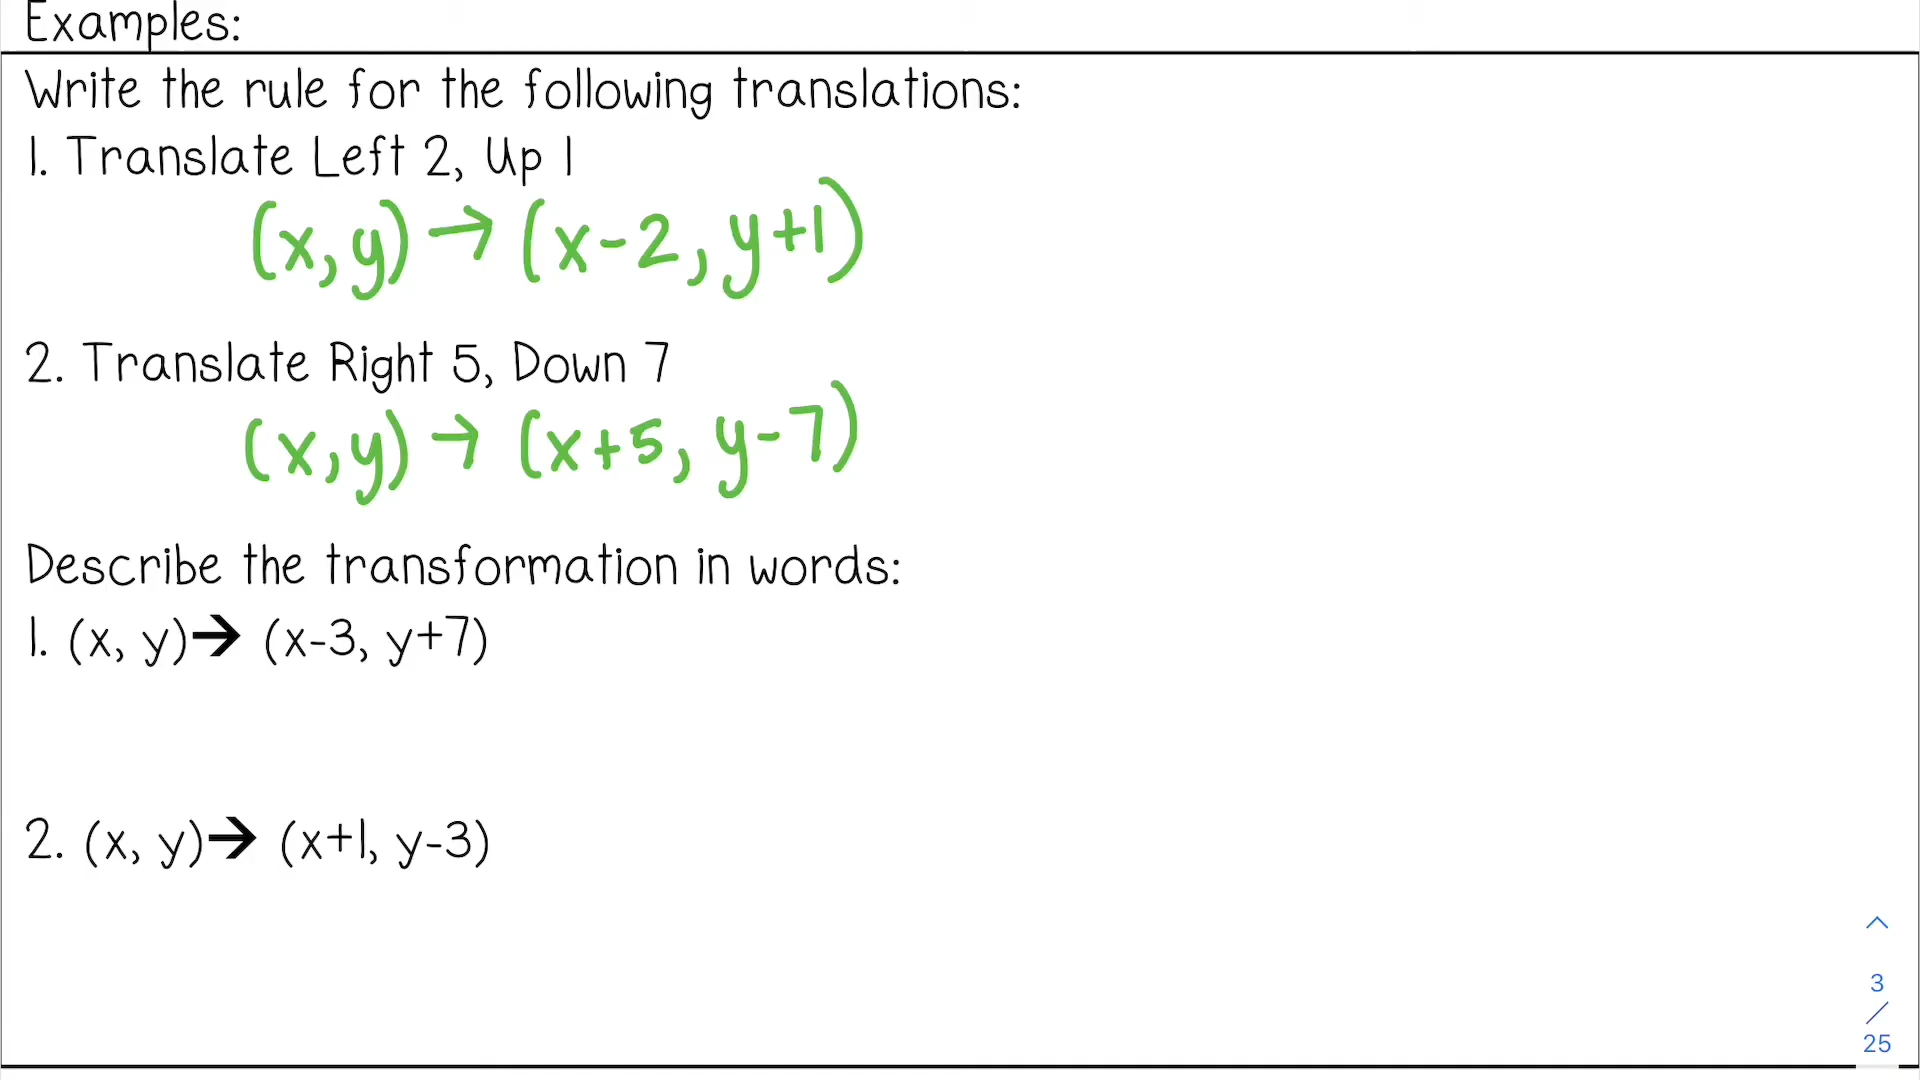 Examples:
Write the rule for the following translations:
1. Translate Left 2, Up 1
(x,y)→(x-2,y+1)
2. Translate Right 5, Down 7
(x,y)→(x+5, y-7)
Describe the transformation in words:
1. (x, y)➔ (x-3, y+7)
2. (x, y)➔ (x+1, y-3)
3
/
25